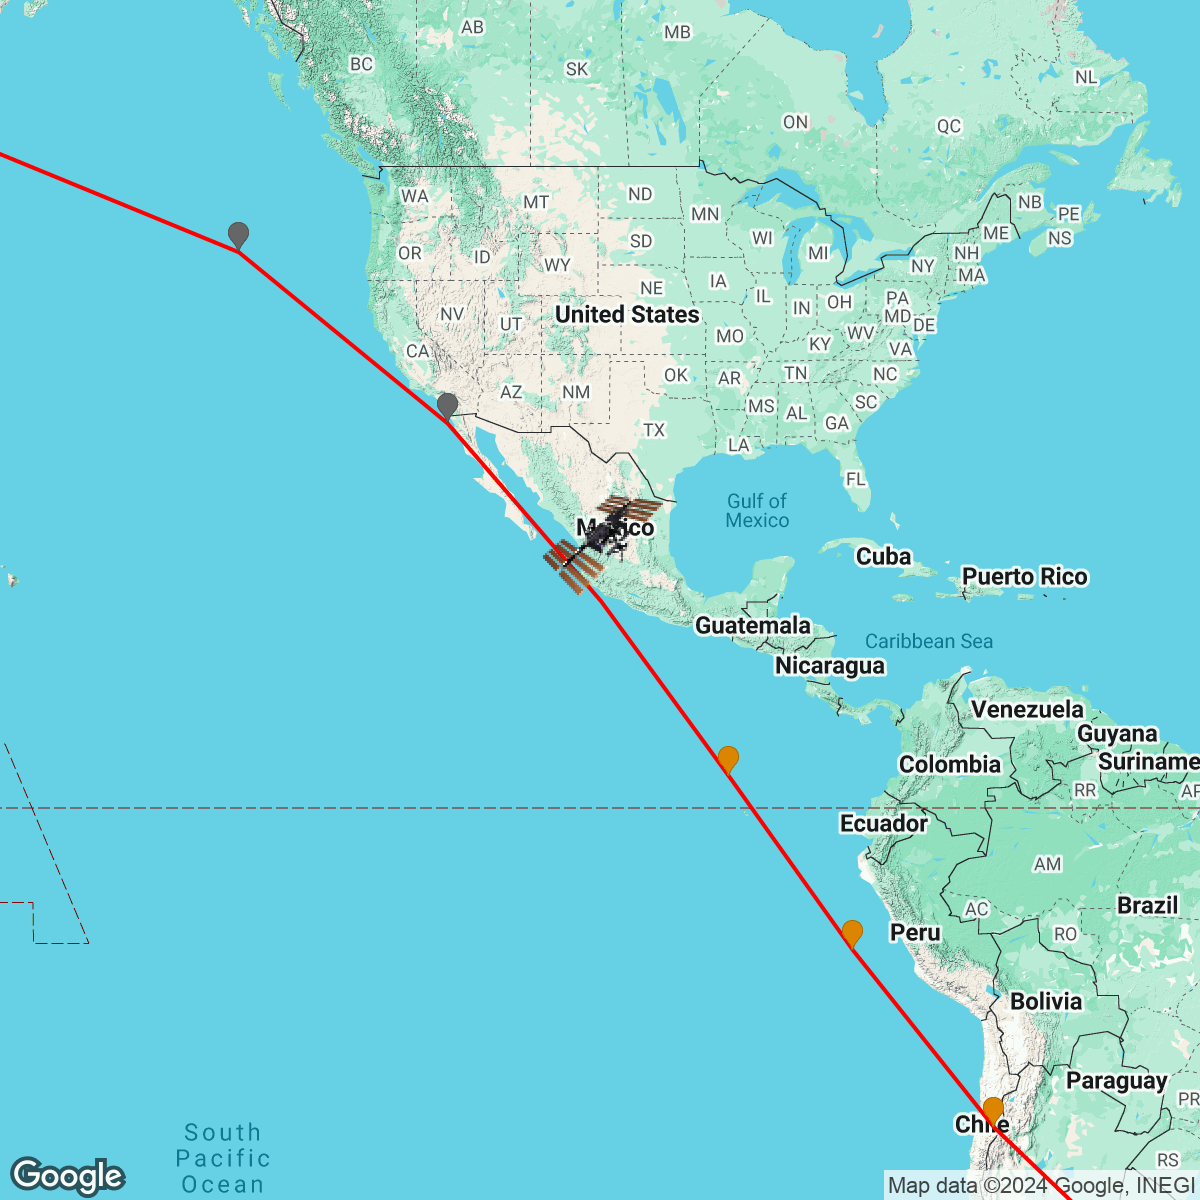 AB
MB
BC
SK
NL
ON
QC
WA
MT
ND
MN
NB
PE
OR
ID
SD
WI
MI
ME
NS
WY
NH
NY
MA
NE
IA
IL
IN
OH
PA
NV
UT
United States
MD
DE
MO
KY
WV
VA
CA
AZ
NM
OK
AR
TN
NC
MS
AL
SC
GA
TX
LA
FL
Gulf of
Mexico
Mexico
Cuba
Puerto Rico
Guatemala
Caribbean Sea
Nicaragua
Venezuela
Guyana
Colombia
Suriname
RR
AP
Ecuador
AM
AC
Brazil
Peru
RO
Bolivia
Paraguay
PR
Chile
South
Pacific
Ocean
RS
Google
Map data ©2024 Google, INEGI